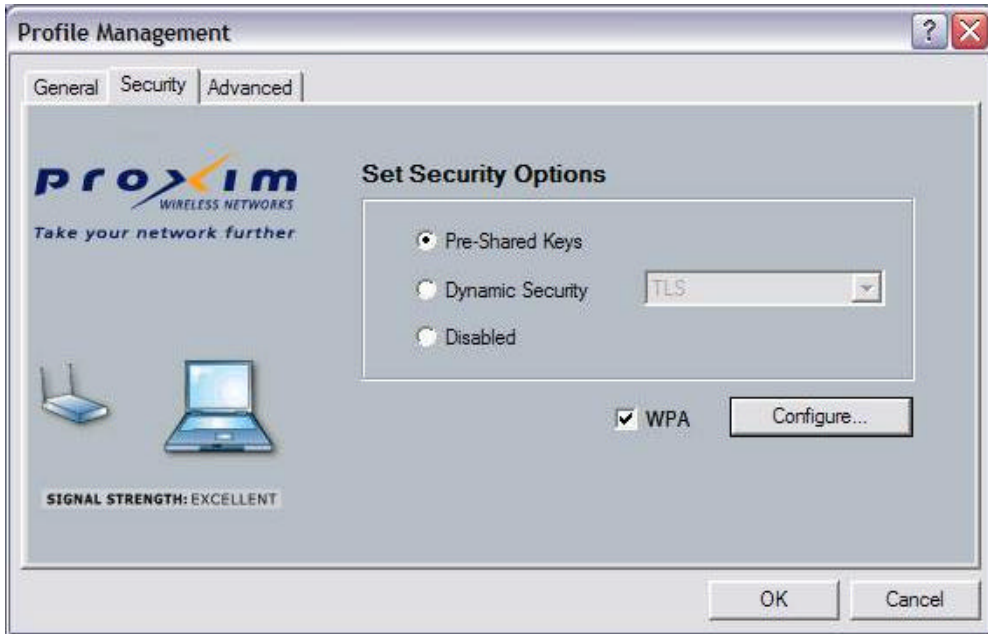 Profile Management
General Security Advanced
proxim
WIRELESS NETWORKS
Take your network further
Set Security Options
Pre-Shared Keys
Dynamic Security TLS
Disabled
WPA Configure...
SIGNAL STRENGTH: EXCELLENT
OK Cancel